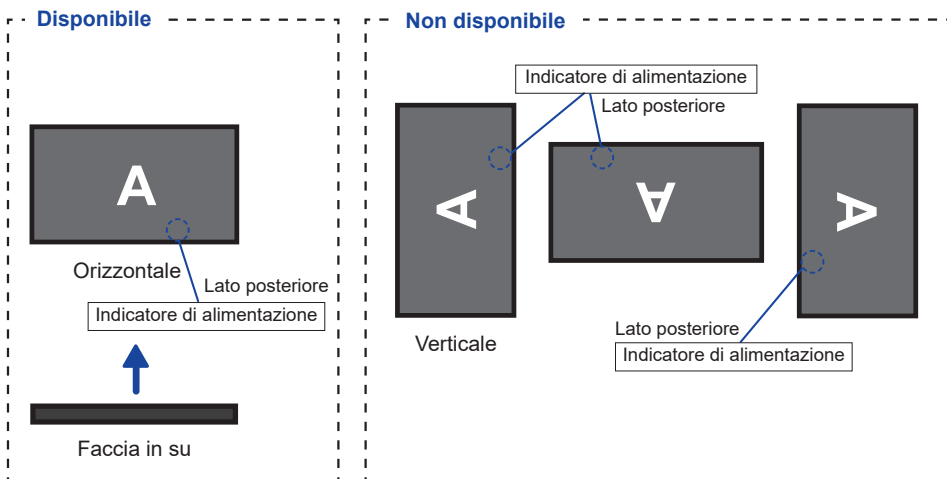 Disponibile
A
Orizzontale
Lato posteriore
Indicatore di alimentazione
Faccia in su
Non disponibile
Indicatore di alimentazione
Lato posteriore
A
A
A
Verticale
Lato posteriore
Indicatore di alimentazione